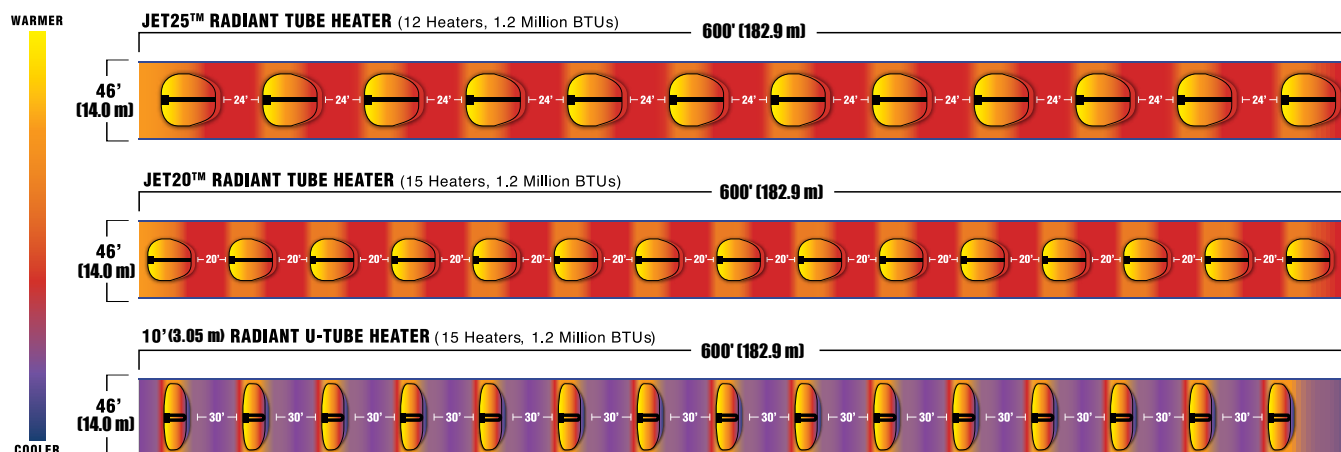 WARMER
JET25™ RADIANT TUBE HEATER (12 Heaters, 1.2 Million BTUs)
600' (182.9 m)
46'
(14.0 m)
24' 24' 24' 24' 24' 24' 24' 24' 24' 24' 24'
JET20™ RADIANT TUBE HEATER (15 Heaters, 1.2 Million BTUs)
600' (182.9 m)
46'
(14.0 m)
20' 20' 20' 20' 20' 20' 20' 20' 20' 20' 20' 20' 20' 20'
10' (3.05 m) RADIANT U-TUBE HEATER (15 Heaters, 1.2 Million BTUs)
600' (182.9 m)
46'
(14.0 m)
30' 30' 30' 30' 30' 30' 30' 30' 30' 30' 30' 30' 30' 30'
COOLER